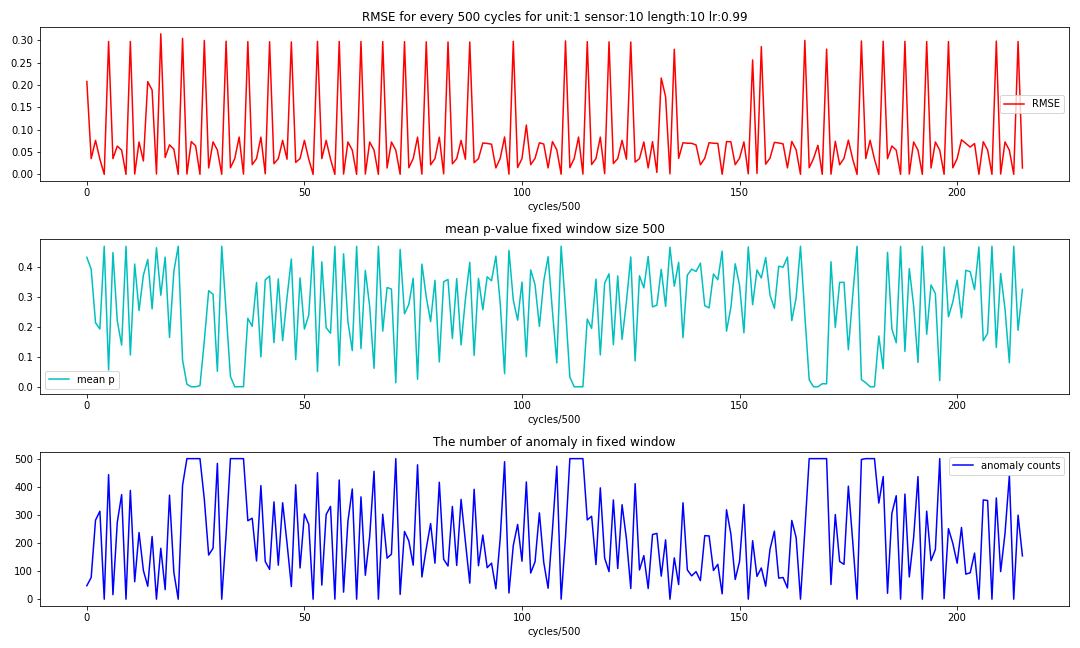 RMSE for every 500 cycles for unit:1 sensor:10 length:10 lr:0.99
0.30
0.25
0.20
0.15
0.10
0.05
0.00
RMSE
0 50 100 150 200
cycles/500
mean p-value fixed window size 500
0.4
0.3
0.2
0.1
0.0
mean p
0 50 100 150 200
cycles/500
The number of anomaly in fixed window
500
400
300
200
100
0
anomaly counts
0 50 100 150 200
cycles/500